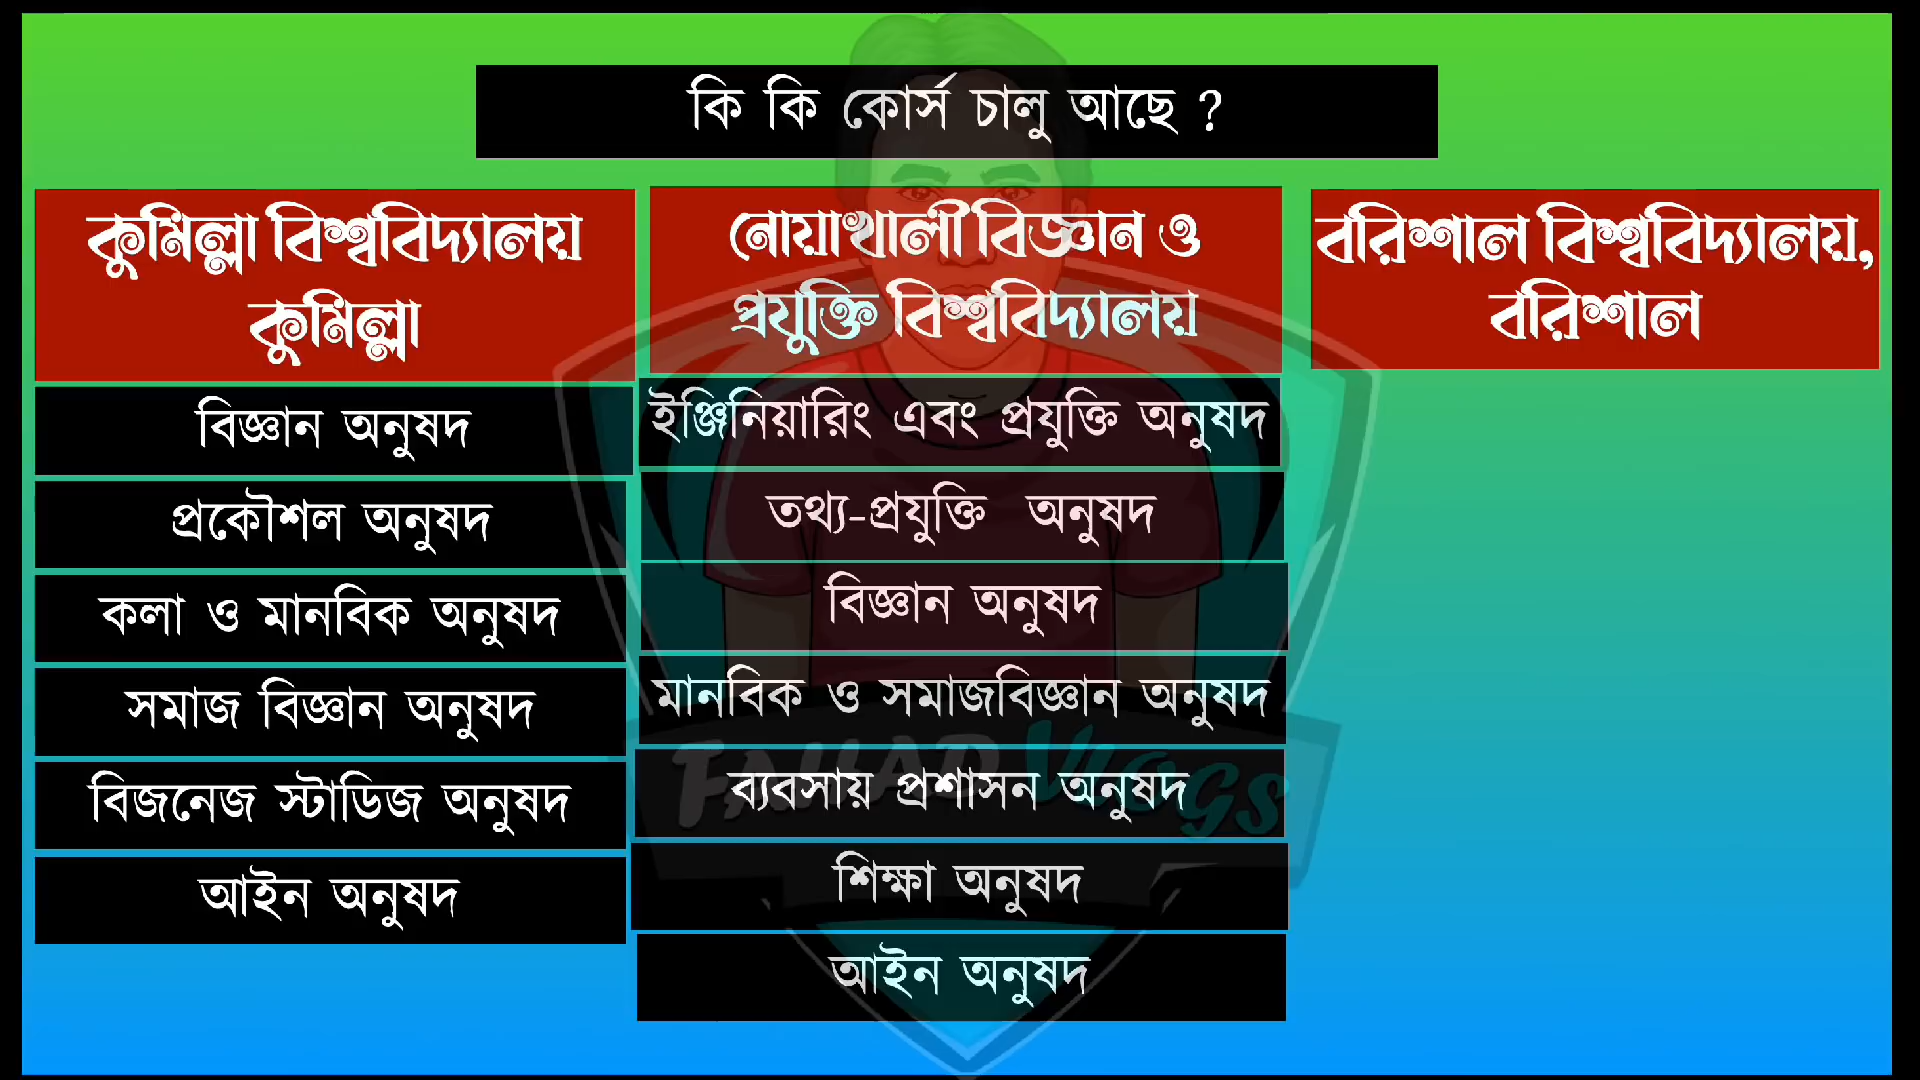 কি কি কোর্স চালু আছে ?
কুমিল্লা বিশ্ববিদ্যালয়
কুমিল্লা
বিজ্ঞান অনুষদ
প্রকৌশল অনুষদ
কলা ও মানবিক অনুষদ
সমাজ বিজ্ঞান অনুষদ
বিজনেজ স্টাডিজ অনুষদ
আইন অনুষদ
নোয়াখালী বিজ্ঞান ও
প্রযুক্তি বিশ্ববিদ্যালয়
ইঞ্জিনিয়ারিং এবং প্রযুক্তি অনুষদ
তথ্য-প্রযুক্তি অনুষদ
বিজ্ঞান অনুষদ
মানবিক ও সমাজবিজ্ঞান অনুষদ
ব্যবসায় প্রশাসন অনুষদ
শিক্ষা অনুষদ
আইন অনুষদ
বরিশাল বিশ্ববিদ্যালয়,
বরিশাল
FAHAD VLOGS